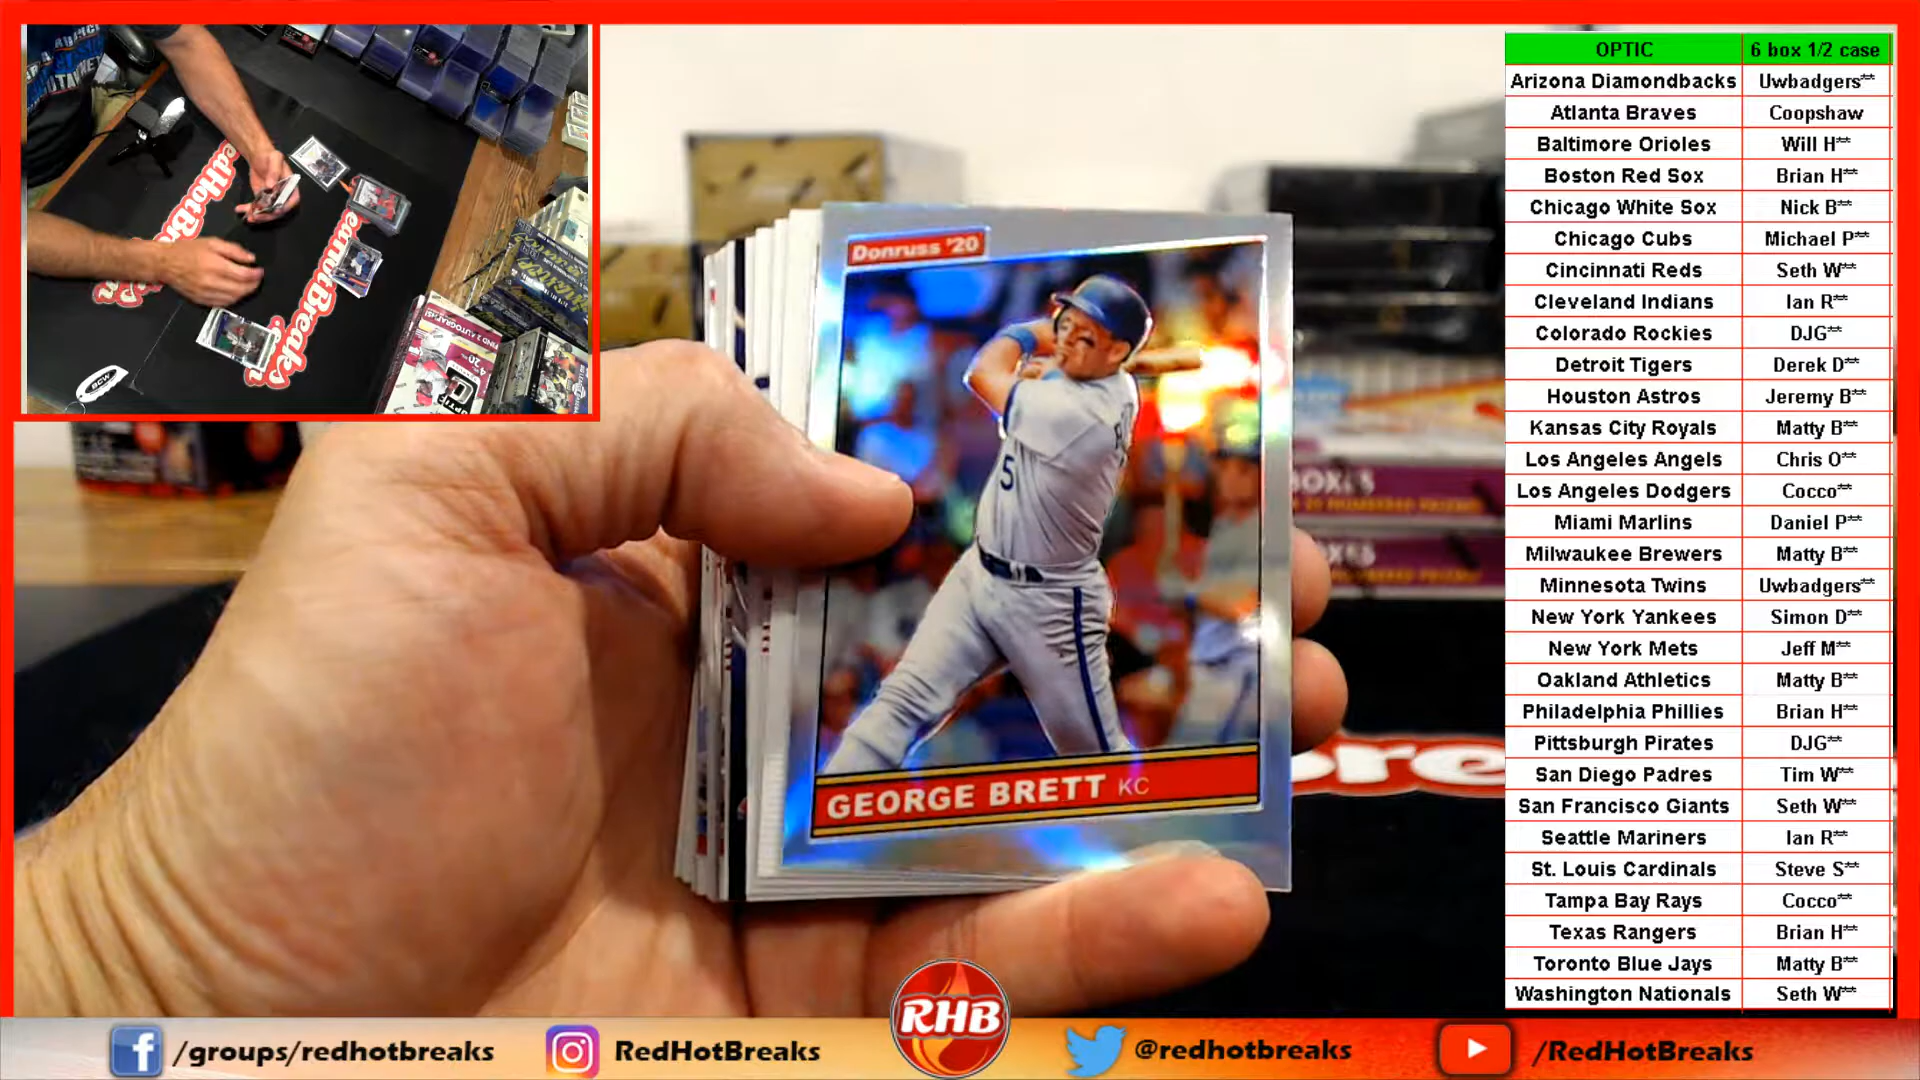 OPTIC 6 box 1/2 case
Arizona Diamondbacks Uwbadgers**
Atlanta Braves Coopshaw
Baltimore Orioles Will H**
Boston Red Sox Brian H**
Chicago White Sox Nick B**
Chicago Cubs Michael P**
Cincinnati Reds Seth W**
Cleveland Indians Ian R**
Colorado Rockies DJG**
Detroit Tigers Derek D**
Houston Astros Jeremy B**
Kansas City Royals Matty B**
Los Angeles Angels Chris O**
Los Angeles Dodgers Cocco**
Miami Marlins Daniel P**
Milwaukee Brewers Matty B**
Minnesota Twins Uwbadgers**
New York Yankees Simon D**
New York Mets Jeff M**
Oakland Athletics Matty B**
Philadelphia Phillies Brian H**
Pittsburgh Pirates DJG**
San Diego Padres Tim W**
San Francisco Giants Seth W**
Seattle Mariners Ian R**
St. Louis Cardinals Steve S**
Tampa Bay Rays Cocco**
Texas Rangers Brian H**
Toronto Blue Jays Matty B**
Washington Nationals Seth W**
Donruss '20
5
GEORGE BRETT KC
BCW
RHB
/groups/redhotbreaks
RedHotBreaks
@redhotbreaks
/RedHotBreaks